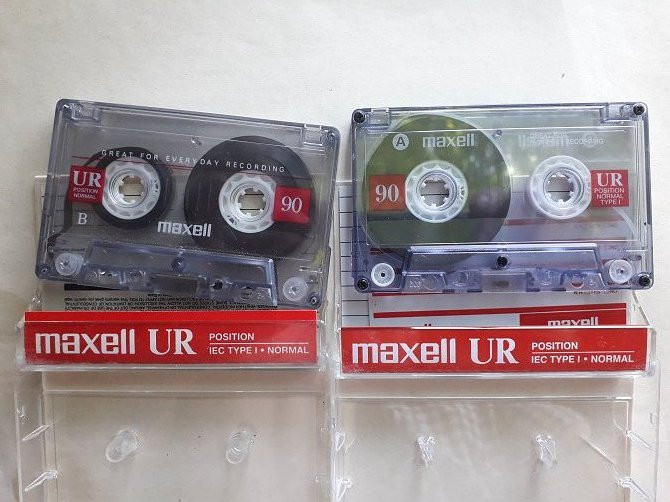 GREAT FOR EVERYDAY RECORDING
UR
POSITION
NORMAL
B
90
maxell
A
maxell
90
UR
POSITION
NORMAL
TYPE I
maxell UR
POSITION
IEC TYPE I • NORMAL
maxell UR
POSITION
IEC TYPE I • NORMAL